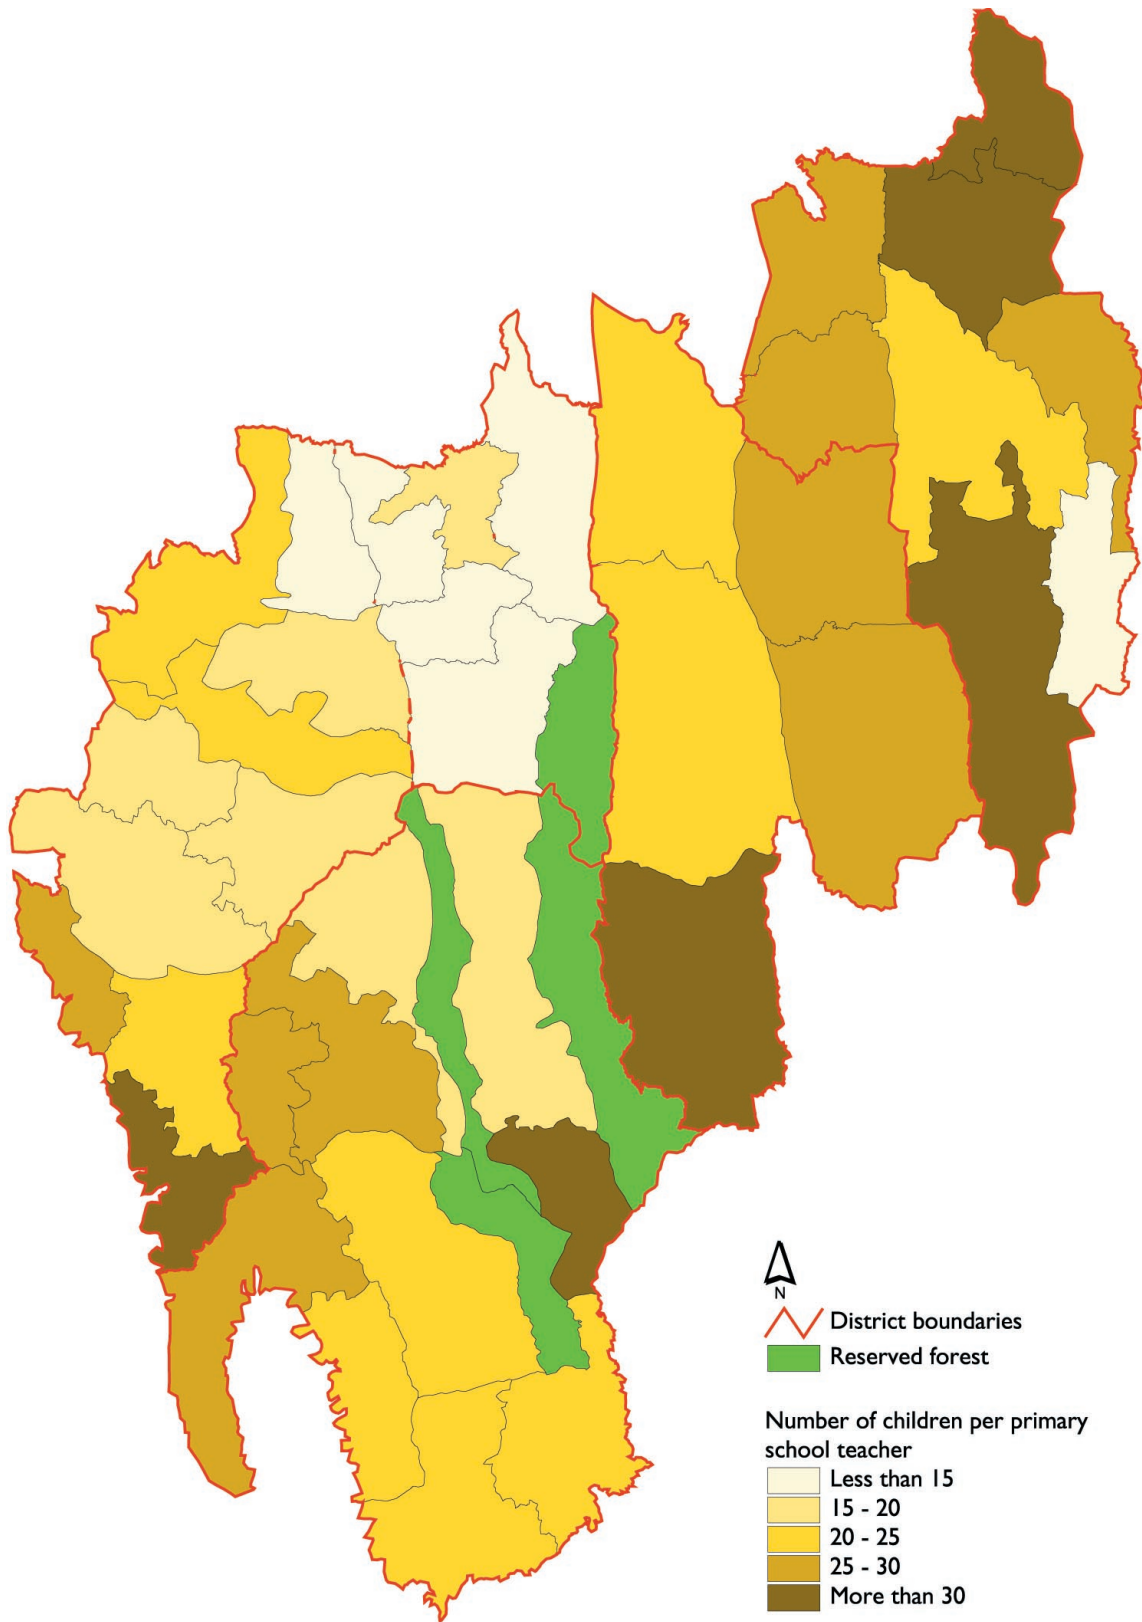 N
District boundaries
Reserved forest
Number of children per primary
school teacher
Less than 15
15 - 20
20 - 25
25 - 30
More than 30